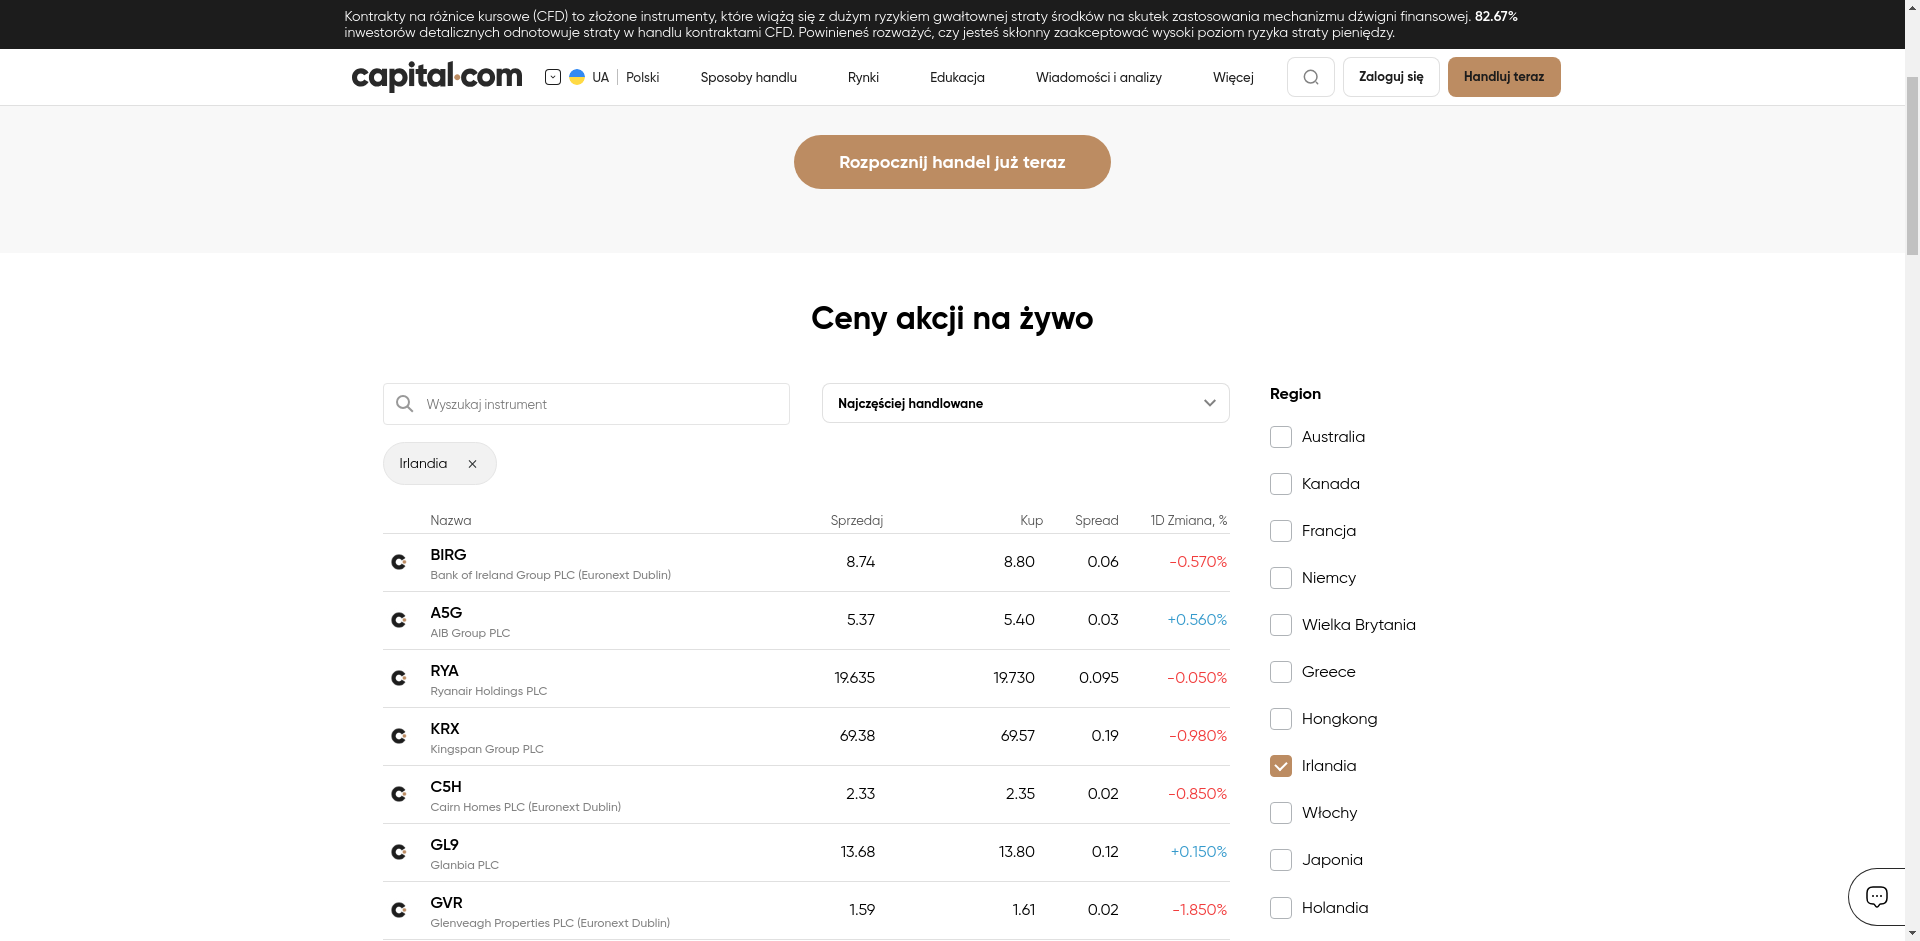 Kontrakty na różnice kursowe (CFD) to złożone instrumenty, które wiążą się z dużym ryzykiem gwałtownej straty środków na skutek zastosowania mechanizmu dźwigni finansowej. 82.67%
inwestorów detalicznych odnotowuje straty w handlu kontraktami CFD. Powinieneś rozważyć, czy jesteś skłonny zaakceptować wysoki poziom ryzyka straty pieniędzy.
capital.com UA Polski Sposoby handlu Rynki Edukacja Wiadomości i analizy Więcej Zaloguj się Handluj teraz
Rozpocznij handel już teraz
Ceny akcji na żywo
Wyszukaj instrument
Najczęściej handlowane
Irlandia
Nazwa Sprzedaj Kup Spread 1D Zmiana, %
BIRG 8.74 8.80 0.06 -0.570%
Bank of Ireland Group PLC (Euronext Dublin)
A5G 5.37 5.40 0.03 +0.560%
AIB Group PLC
RYA 19.635 19.730 0.095 -0.050%
Ryanair Holdings PLC
KRX 69.38 69.57 0.19 -0.980%
Kingspan Group PLC
C5H 2.33 2.35 0.02 -0.850%
Cairn Homes PLC (Euronext Dublin)
GL9 13.68 13.80 0.12 +0.150%
Glanbia PLC
GVR 1.59 1.61 0.02 -1.850%
Glenveagh Properties PLC (Euronext Dublin)
Region
Australia
Kanada
Francja
Niemcy
Wielka Brytania
Greece
Hongkong
Irlandia
Włochy
Japonia
Holandia